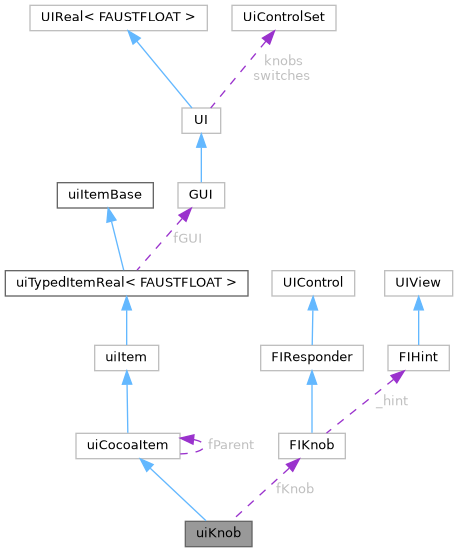 UIReal< FAUSTFLOAT >
UiControlSet
knobs
switches
UI
uiItemBase
GUI
fGUI
uiTypedItemReal< FAUSTFLOAT >
UIControl
UIView
uiItem
FIResponder
FIHint
_hint
uiCocoaItem
fParent
FIKnob
fKnob
uiKnob